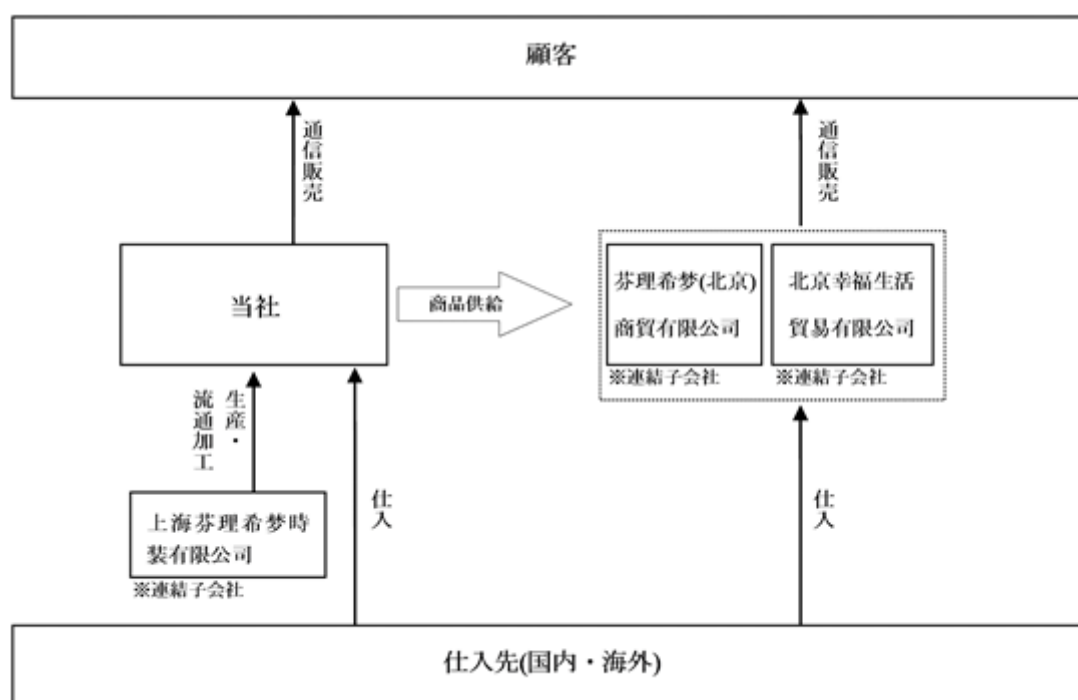 顧客
通信販売
通信販売
当社
商品供給
芬理希梦(北京)
商貿有限公司
※連結子会社
北京幸福生活
貿易有限公司
※連結子会社
生産・
流通加工
仕入
仕入
上海芬理希梦時
装有限公司
※連結子会社
仕入先(国内・海外)